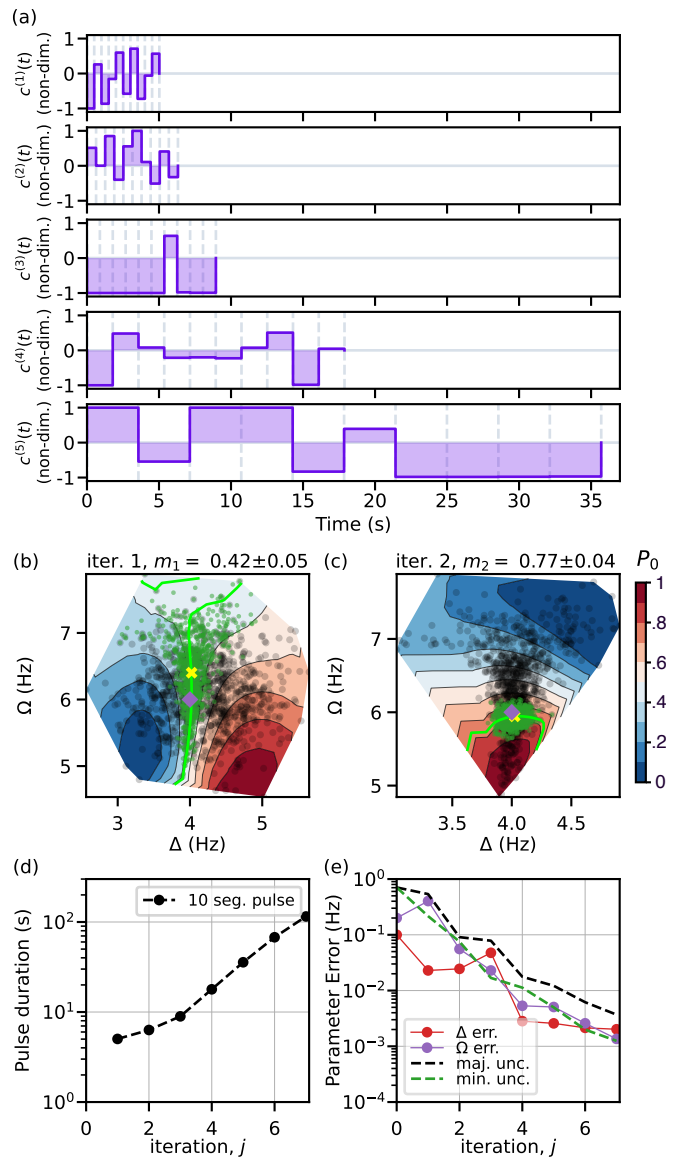 (a)
1
0
-1
c⁽¹⁾(t)
(non-dim.)
1
0
-1
c⁽²⁾(t)
(non-dim.)
1
0
-1
c⁽³⁾(t)
(non-dim.)
1
0
-1
c⁽⁴⁾(t)
(non-dim.)
1
0
-1
c⁽⁵⁾(t)
(non-dim.)
0 5 10 15 20 25 30 35
Time (s)
(b)
iter. 1, m₁ = 0.42±0.05
7
6
5
Ω (Hz)
3 4 5
Δ (Hz)
(c)
iter. 2, m₂ = 0.77±0.04
7
6
5
Ω (Hz)
3.5 4.0 4.5
Δ (Hz)
P₀
1
.8
.6
.4
.2
0
(d)
10 seg. pulse
10²
10¹
10⁰
Pulse duration (s)
0 2 4 6
iteration, j
(e)
10⁰
10⁻¹
10⁻²
10⁻³
10⁻⁴
Parameter Error (Hz)
Δ err.
Ω err.
maj. unc.
min. unc.
0 2 4 6
iteration, j